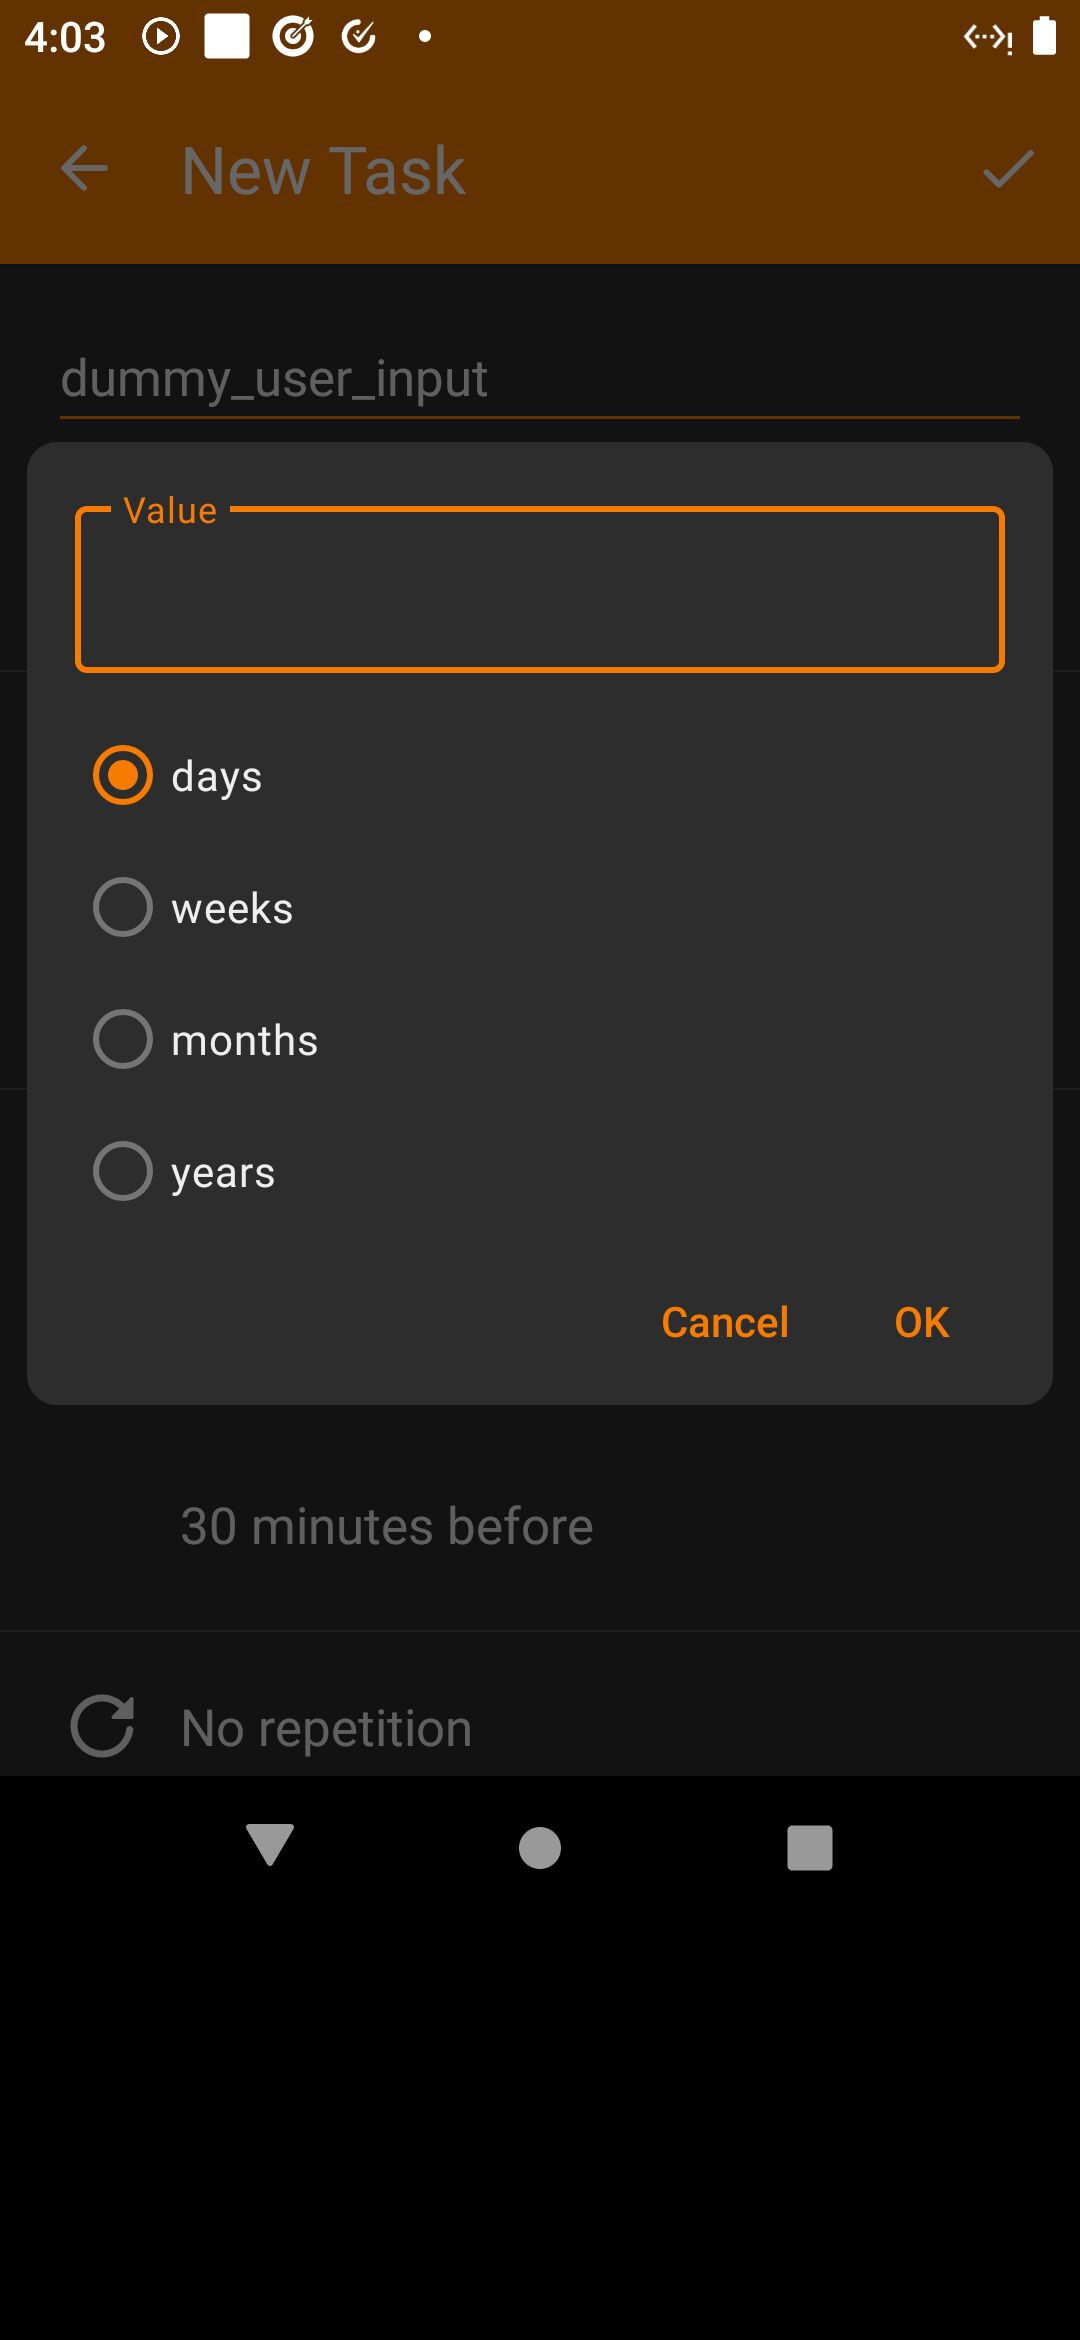 4:03
New Task
dummy_user_input
Value
days
weeks
months
years
Cancel OK
30 minutes before
No repetition